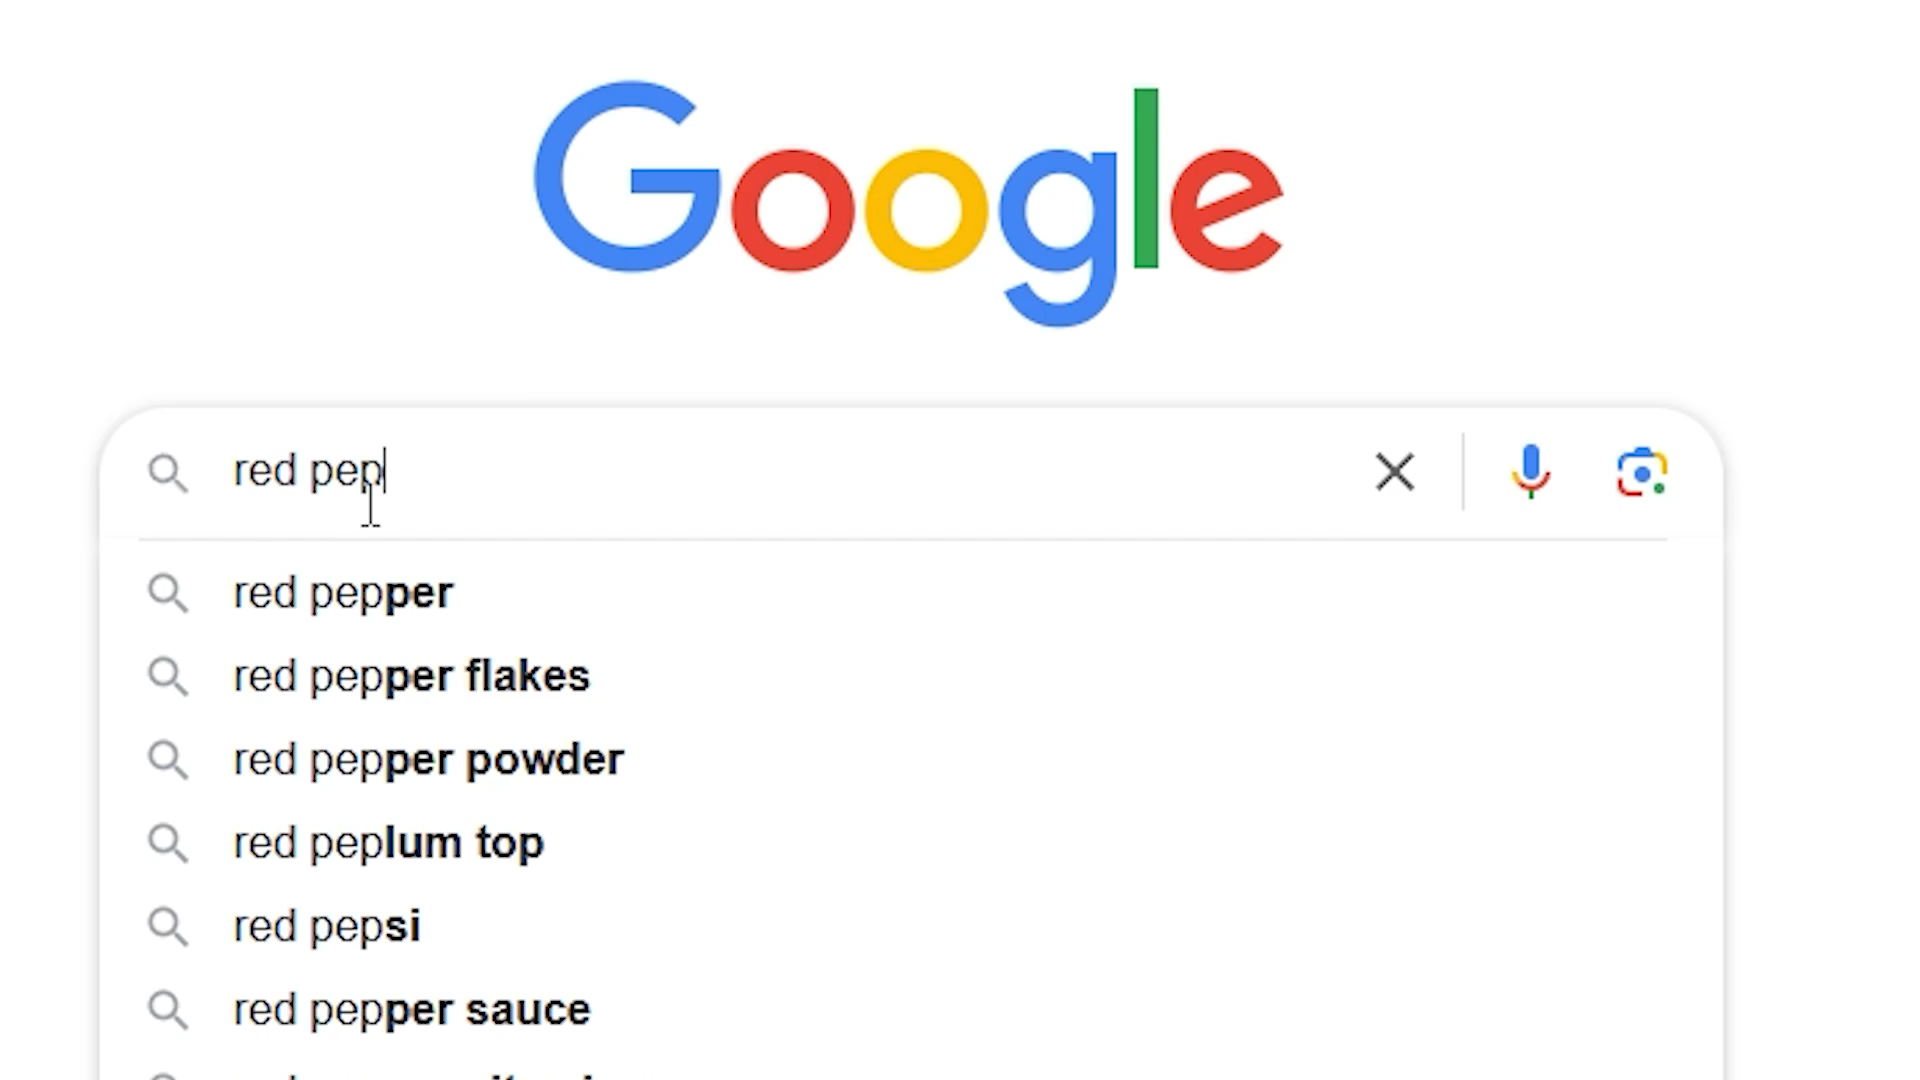 Google
red pep
red pepper
red pepper flakes
red pepper powder
red peplum top
red pepsi
red pepper sauce